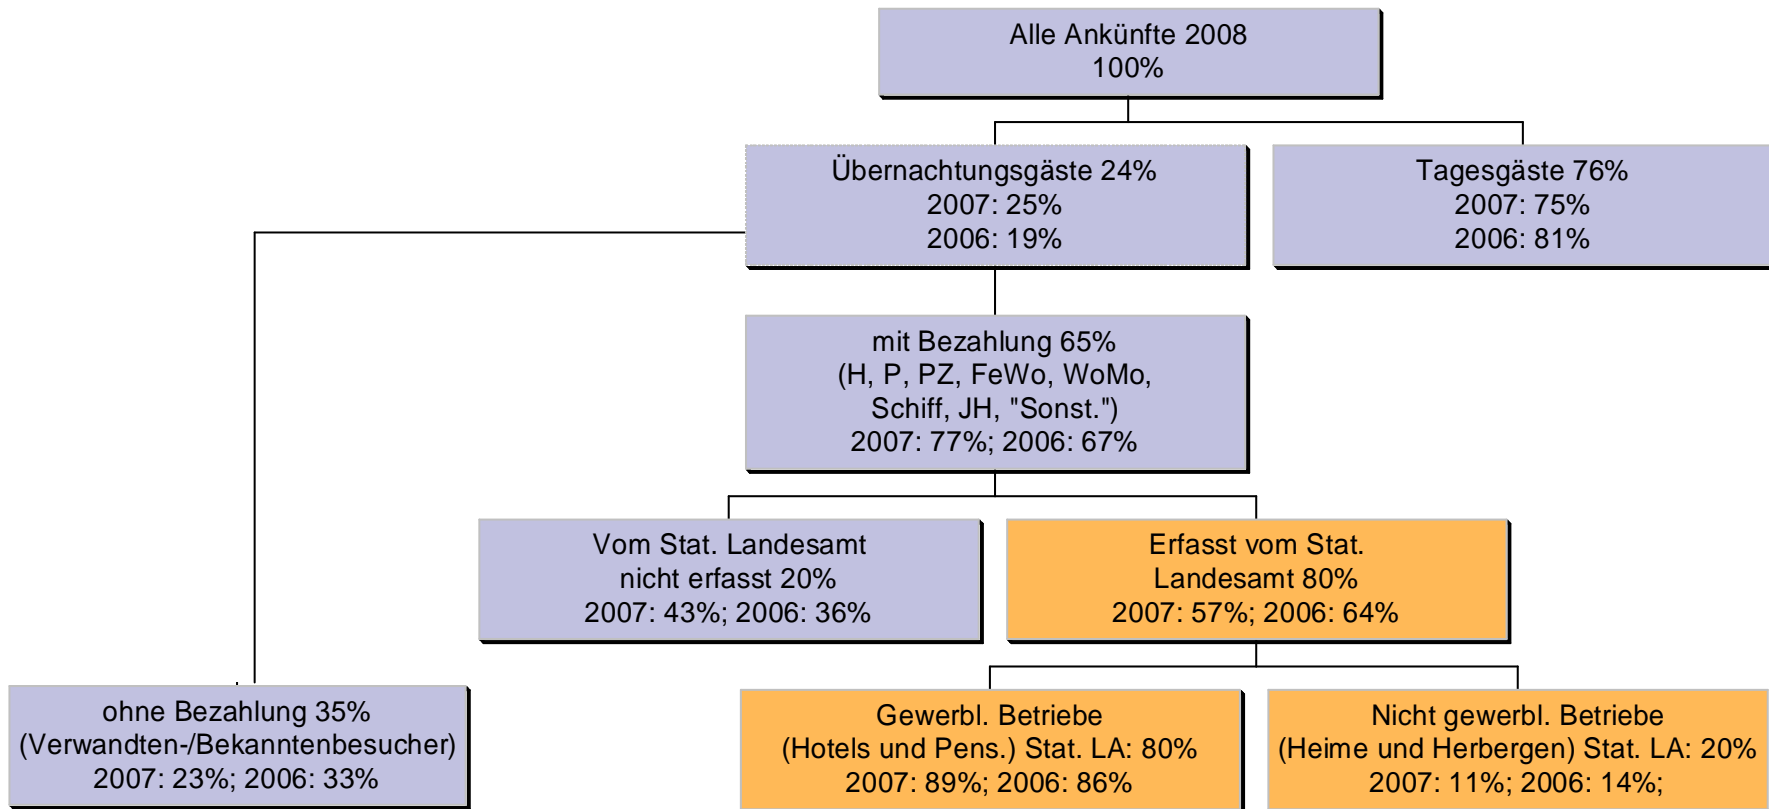 Alle Ankünfte 2008
100%
Übernachtungsgäste 24%
2007: 25%
2006: 19%
Tagesgäste 76%
2007: 75%
2006: 81%
mit Bezahlung 65%
(H, P, PZ, FeWo, WoMo,
Schiff, JH, "Sonst.")
2007: 77%; 2006: 67%
Vom Stat. Landesamt
nicht erfasst 20%
2007: 43%; 2006: 36%
Erfasst vom Stat.
Landesamt 80%
2007: 57%; 2006: 64%
ohne Bezahlung 35%
(Verwandten-/Bekanntenbesucher)
2007: 23%; 2006: 33%
Gewerbl. Betriebe
(Hotels und Pens.) Stat. LA: 80%
2007: 89%; 2006: 86%
Nicht gewerbl. Betriebe
(Heime und Herbergen) Stat. LA: 20%
2007: 11%; 2006: 14%;